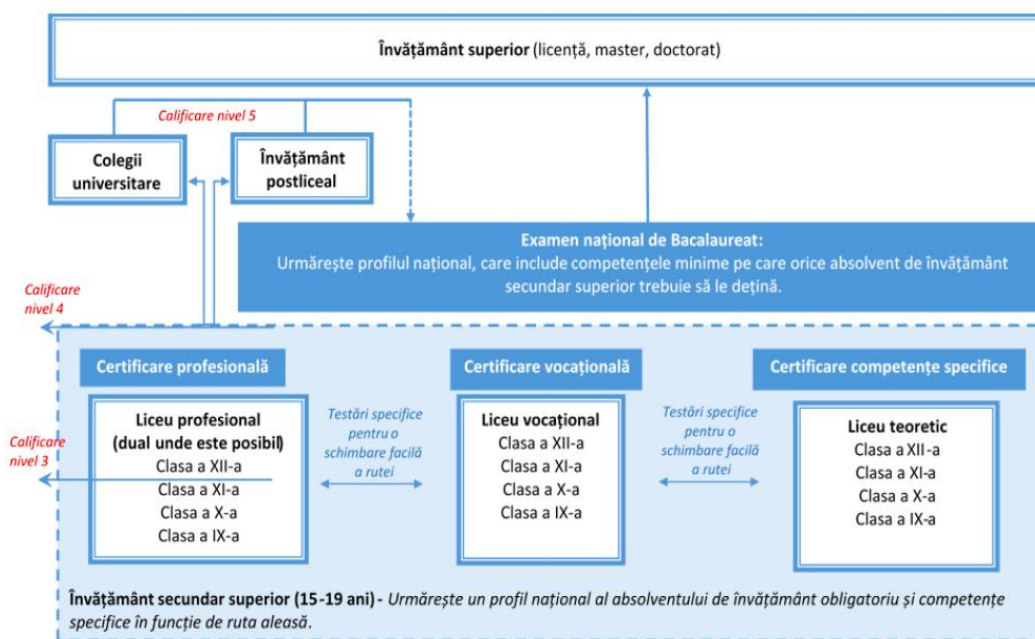 Învățământ superior (licență, master, doctorat)
Calificare nivel 5
Colegii
universitare
Învățământ
postliceal
Examen național de Bacalaureat:
Urmărește profilul național, care include competențele minime pe care orice absolvent de învățământ
secundar superior trebuie să le dețină.
Calificare
nivel 4
Certificare profesională
Certificare vocațională
Certificare competențe specifice
Liceu profesional
(dual unde este posibil)
Clasa a XII-a
Clasa a XI-a
Clasa a X-a
Clasa a IX-a
Testări specifice
pentru o
schimbare facilă
a rutei
Liceu vocațional
Clasa a XII-a
Clasa a XI-a
Clasa a X-a
Clasa a IX-a
Testări specifice
pentru o
schimbare facilă
a rutei
Liceu teoretic
Clasa a XII-a
Clasa a XI-a
Clasa a X-a
Clasa a IX-a
Calificare
nivel 3
Învățământ secundar superior (15-19 ani) - Urmărește un profil național al absolventului de învățământ obligatoriu și competențe
specifice în funcție de ruta aleasă.